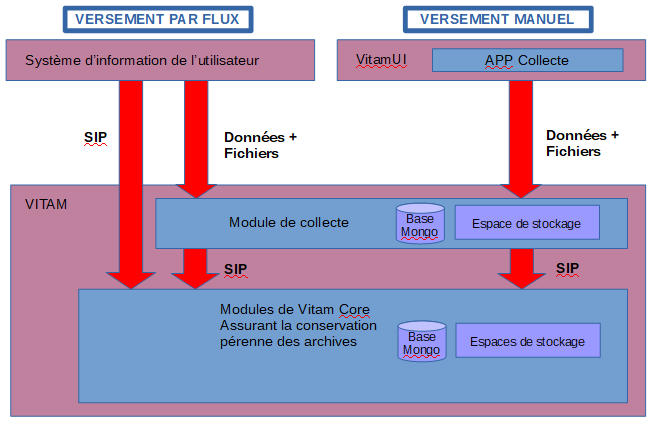 VERSEMENT PAR FLUX
VERSEMENT MANUEL
Système d'information de l'utilisateur
VitamUI
APP Collecte
SIP
Données +
Fichiers
Données +
Fichiers
VITAM
Module de collecte
Base
Mongo
Espace de stockage
SIP
SIP
Modules de Vitam Core
Assurant la conservation
pérenne des archives
Base
Mongo
Espaces de stockage